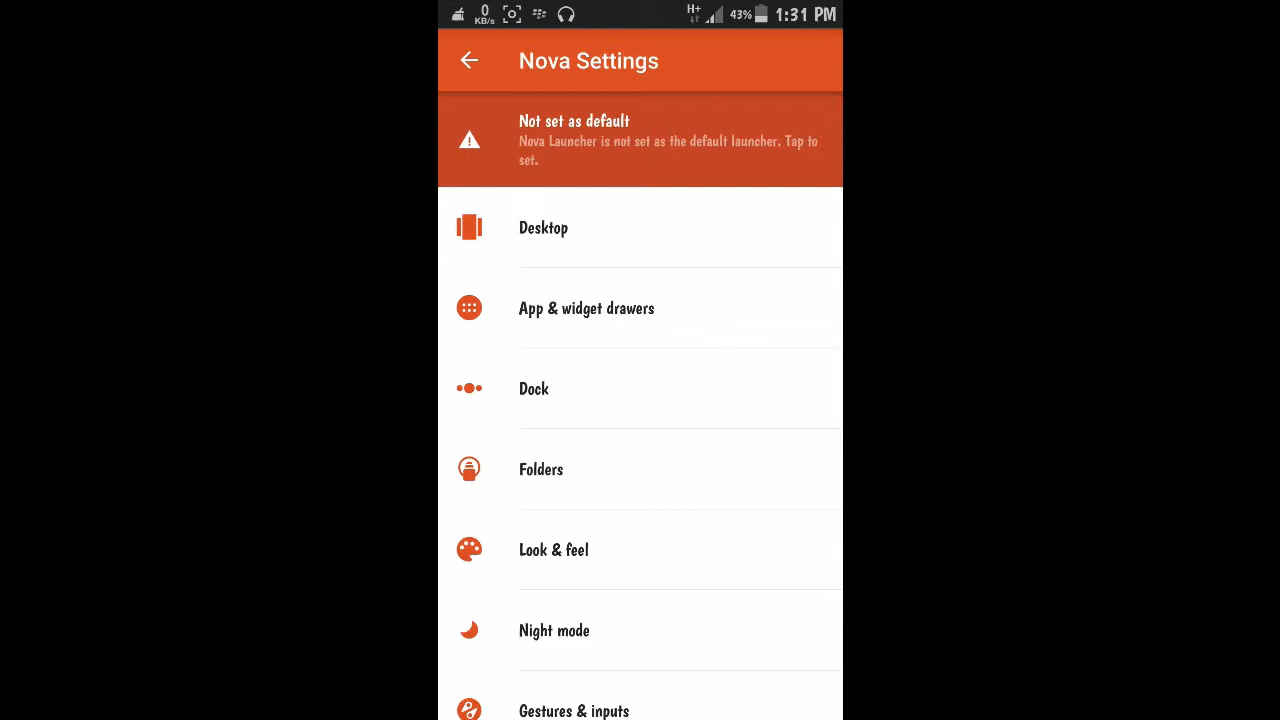 0 KB/s H+ 43% 1:31 PM
Nova Settings
Not set as default
Nova Launcher is not set as the default launcher. Tap to
set.
Desktop
App & widget drawers
Dock
Folders
Look & feel
Night mode
Gestures & inputs